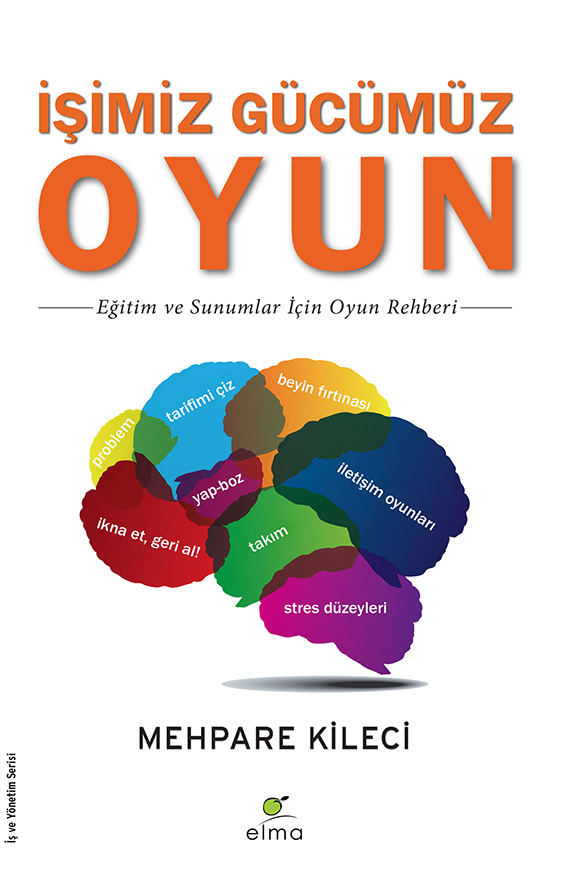 İŞİMİZ GÜCÜMÜZ
OYUN
Eğitim ve Sunumlar İçin Oyun Rehberi
problem
tarifimi çiz
beyin fırtınası
yap-boz
iletişim oyunları
ikna et, geri al!
takım
stres düzeyleri
MEHPARE KİLECİ
İş ve Yönetim Serisi
elma